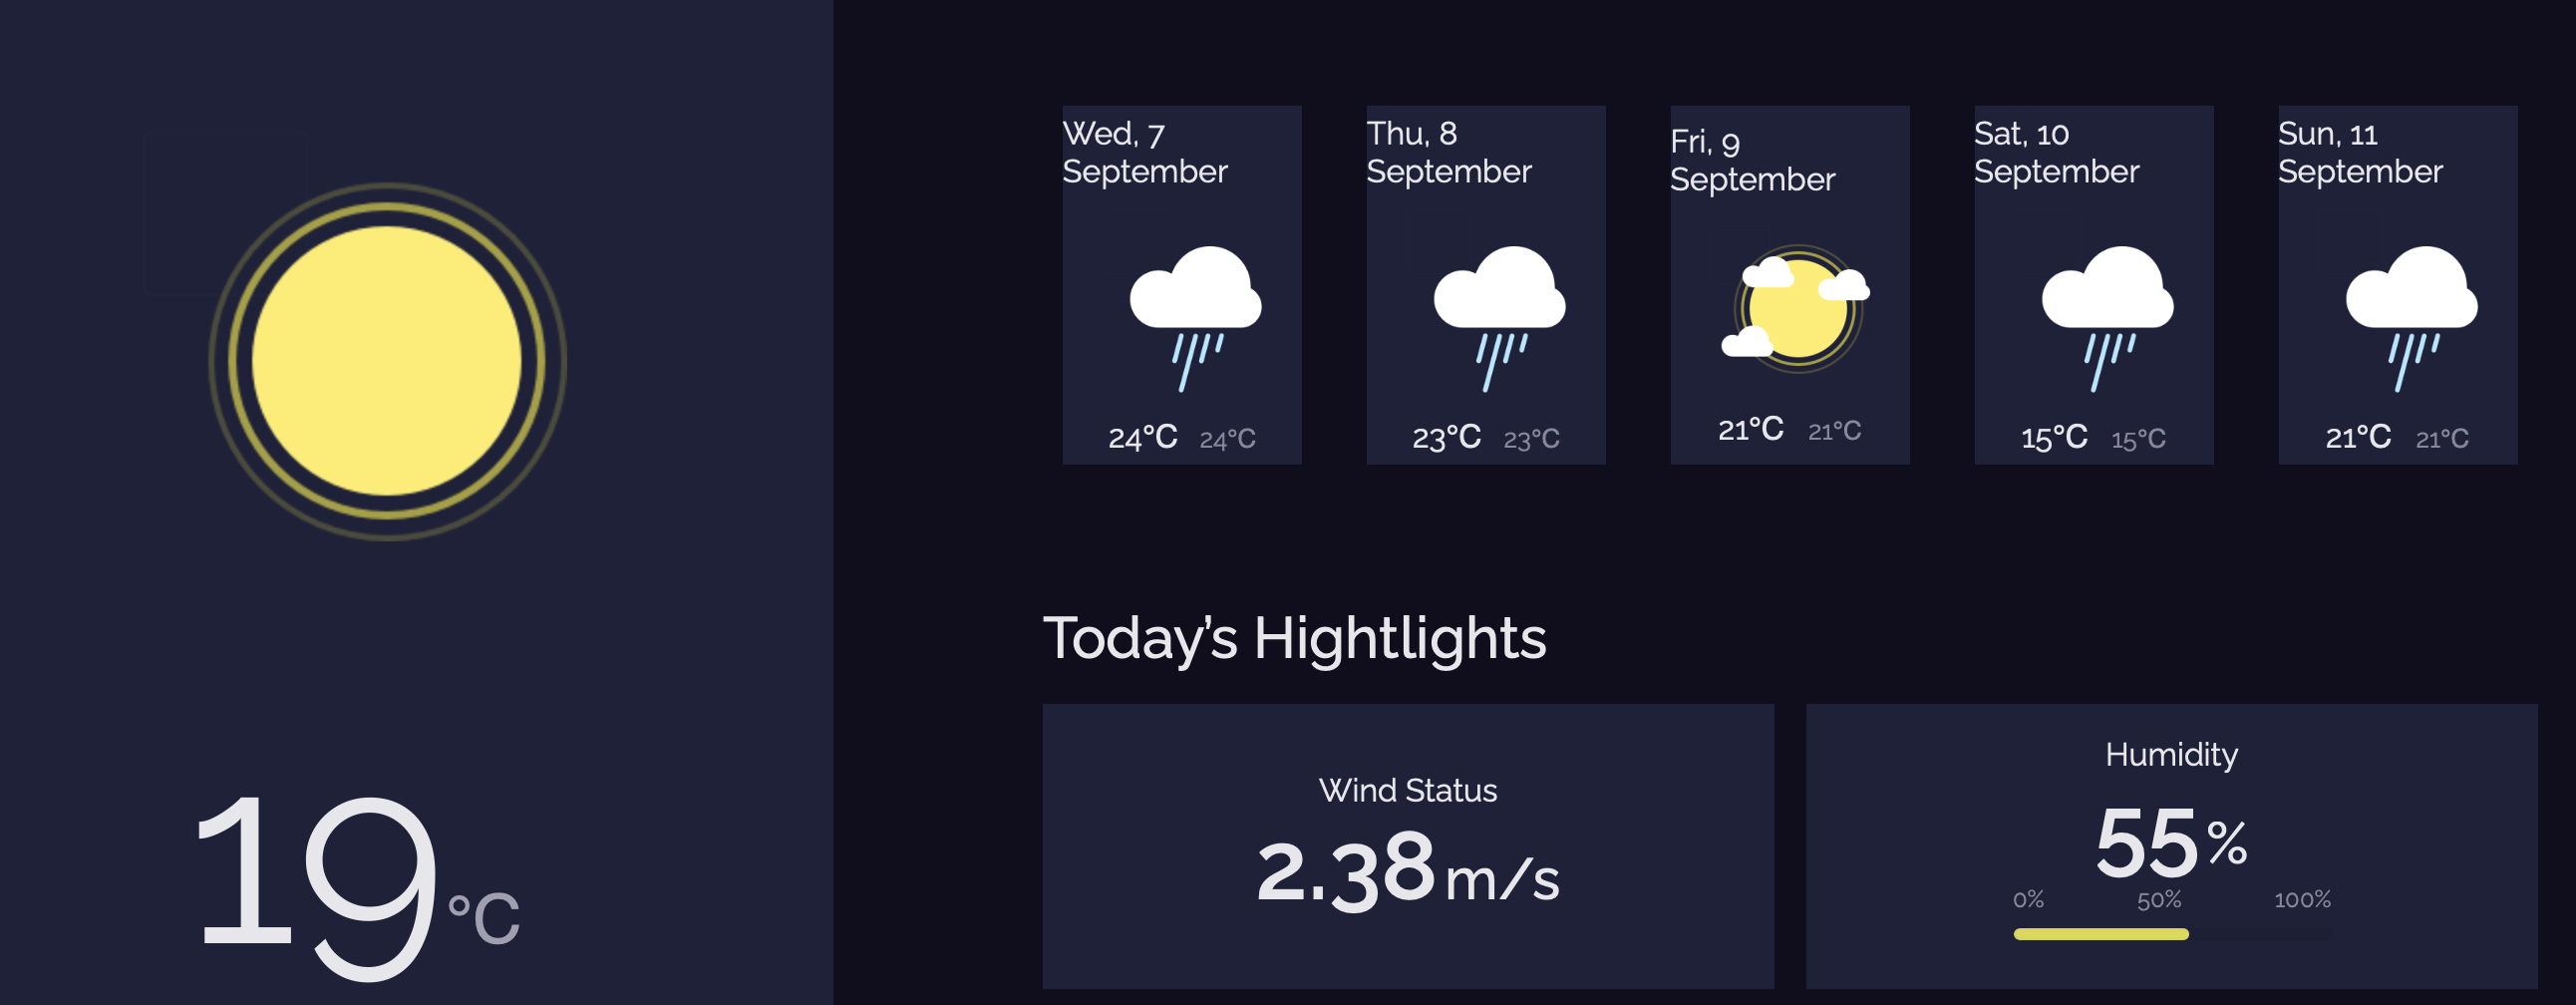 19°C
Wed, 7
September
24°C 24°C
Thu, 8
September
23°C 23°C
Fri, 9
September
21°C 21°C
Sat, 10
September
15°C 15°C
Sun, 11
September
21°C 21°C
Today’s Hightlights
Wind Status
2.38 m/s
Humidity
55 %
0% 50% 100%